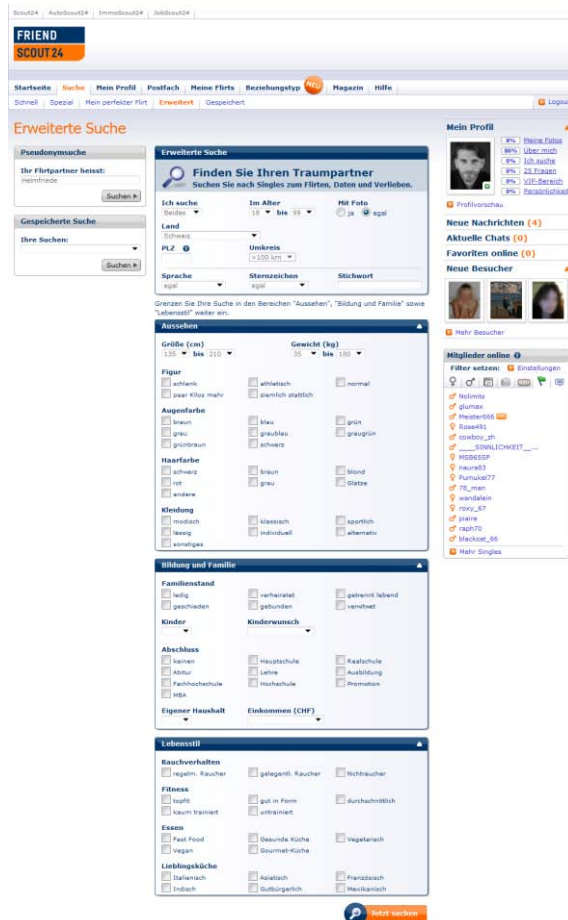 Scout24 | AutoScout24 | ImmoScout24 | JobScout24
FRIEND
SCOUT24
Startseite Suche Mein Profil Postfach Meine Flirts Beziehungstyp NEU Magazin Hilfe
Schnell Spezial Mein perfekter Flirt Erweitert Gespeichert
Logout
Erweiterte Suche
Pseudonymsuche
Ihr Flirtpartner heisst:
Helmfriede
Suchen
Gespeicherte Suche
Ihre Suchen:
Suchen
Erweiterte Suche
Finden Sie Ihren Traumpartner
Suchen Sie nach Singles zum Flirten, Daten und Verlieben.
Ich suche Im Alter Mit Foto
Beides 18 bis 99 ja egal
Land
Schweiz
PLZ Umkreis
>100 km
Sprache Sternzeichen Stichwort
egal egal
Grenzen Sie Ihre Suche in den Bereichen "Aussehen", "Bildung und Familie" sowie
"Lebensstil" weiter ein.
Aussehen
Größe (cm) Gewicht (kg)
135 bis 210 35 bis 180
Figur
schlank athletisch normal
paar Kilos mehr ziemlich stattlich
Augenfarbe
braun blau grün
grau graublau graugrün
grünbraun schwarz
Haarfarbe
schwarz braun blond
rot grau Glatze
andere
Kleidung
modisch klassisch sportlich
lässig individuell alternativ
sonstiges
Bildung und Familie
Familienstand
ledig verheiratet getrennt lebend
geschieden gebunden verwitwet
Kinder Kinderwunsch
Abschluss
keinen Hauptschule Realschule
Abitur Lehre Ausbildung
Fachhochschule Hochschule Promotion
MBA
Eigener Haushalt Einkommen (CHF)
Lebensstil
Rauchverhalten
regelm. Raucher gelegentl. Raucher Nichtraucher
Fitness
topfit gut in Form durchschnittlich
kaum trainiert untrainiert
Essen
Fast Food Gesunde Küche Vegetarisch
Vegan Gourmet-Küche
Lieblingsküche
Italienisch Asiatisch Französisch
Indisch Gutbürgerlich Mexikanisch
Jetzt suchen
Mein Profil
Meine Fotos
Über mich
Ich suche
25 Fragen
VIP-Bereich
Persönlichkeit
Profilvorschau
Neue Nachrichten (4)
Aktuelle Chats (0)
Favoriten online (0)
Neue Besucher
Mehr Besucher
Mitglieder online
Filter setzen: Einstellungen
Nolimits
glumax
Meister666
Rose491
cowboy_zh
____SINNLICHKEIT__...
MSB65SP
naura83
Pumukel77
78_man
wandalein
roxy_67
piaire
raph70
blackcat_66
Mehr Singles